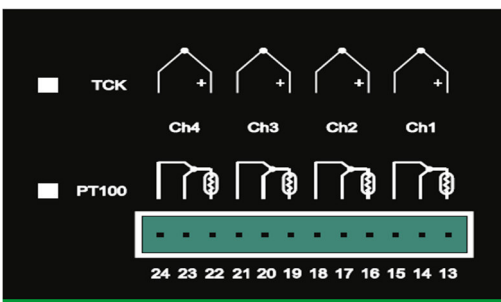 TCK + + + +
Ch4 Ch3 Ch2 Ch1
PT100
24 23 22 21 20 19 18 17 16 15 14 13